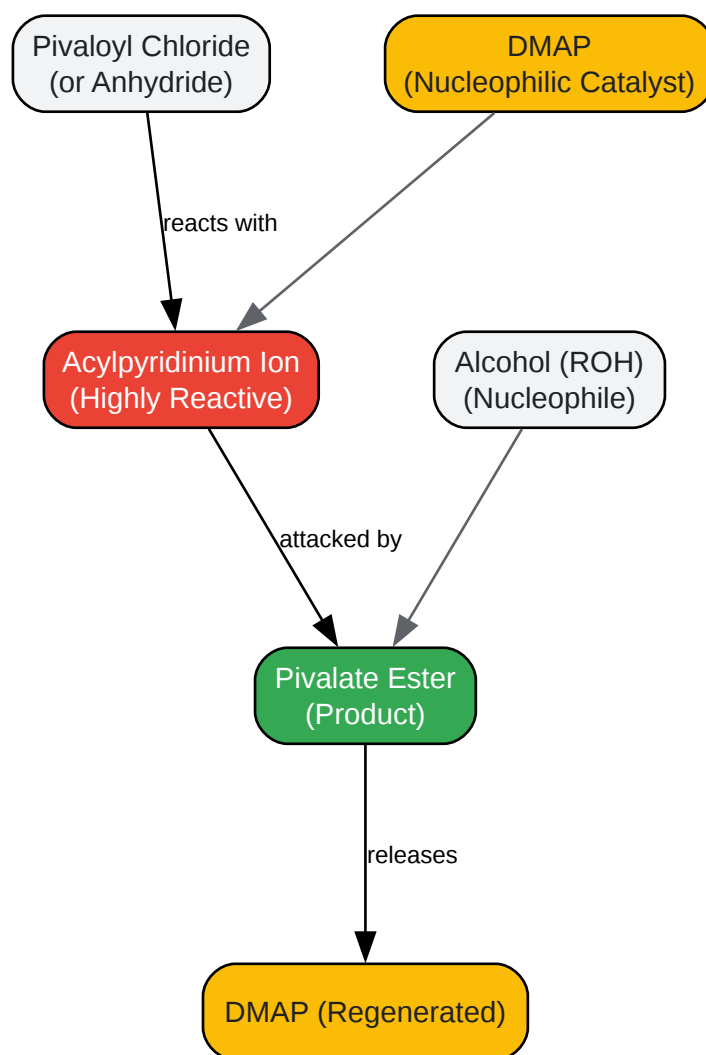 Pivaloyl Chloride
(or Anhydride)
DMAP
(Nucleophilic Catalyst)
reacts with
Acylpyridinium Ion
(Highly Reactive)
Alcohol (ROH)
(Nucleophile)
attacked by
Pivalate Ester
(Product)
releases
DMAP (Regenerated)